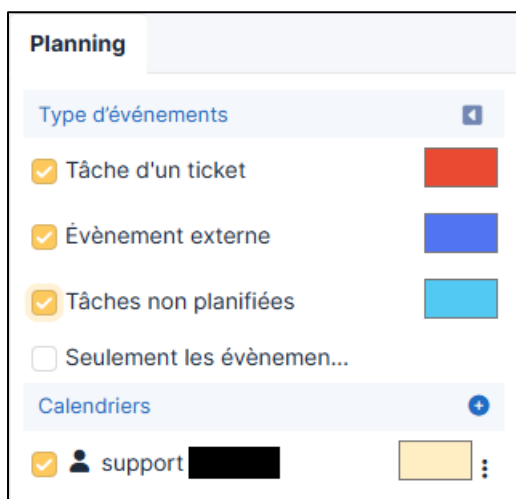 Planning
Type d'événements
Tâche d'un ticket
Évènement externe
Tâches non planifiées
Seulement les évènemen...
Calendriers
support